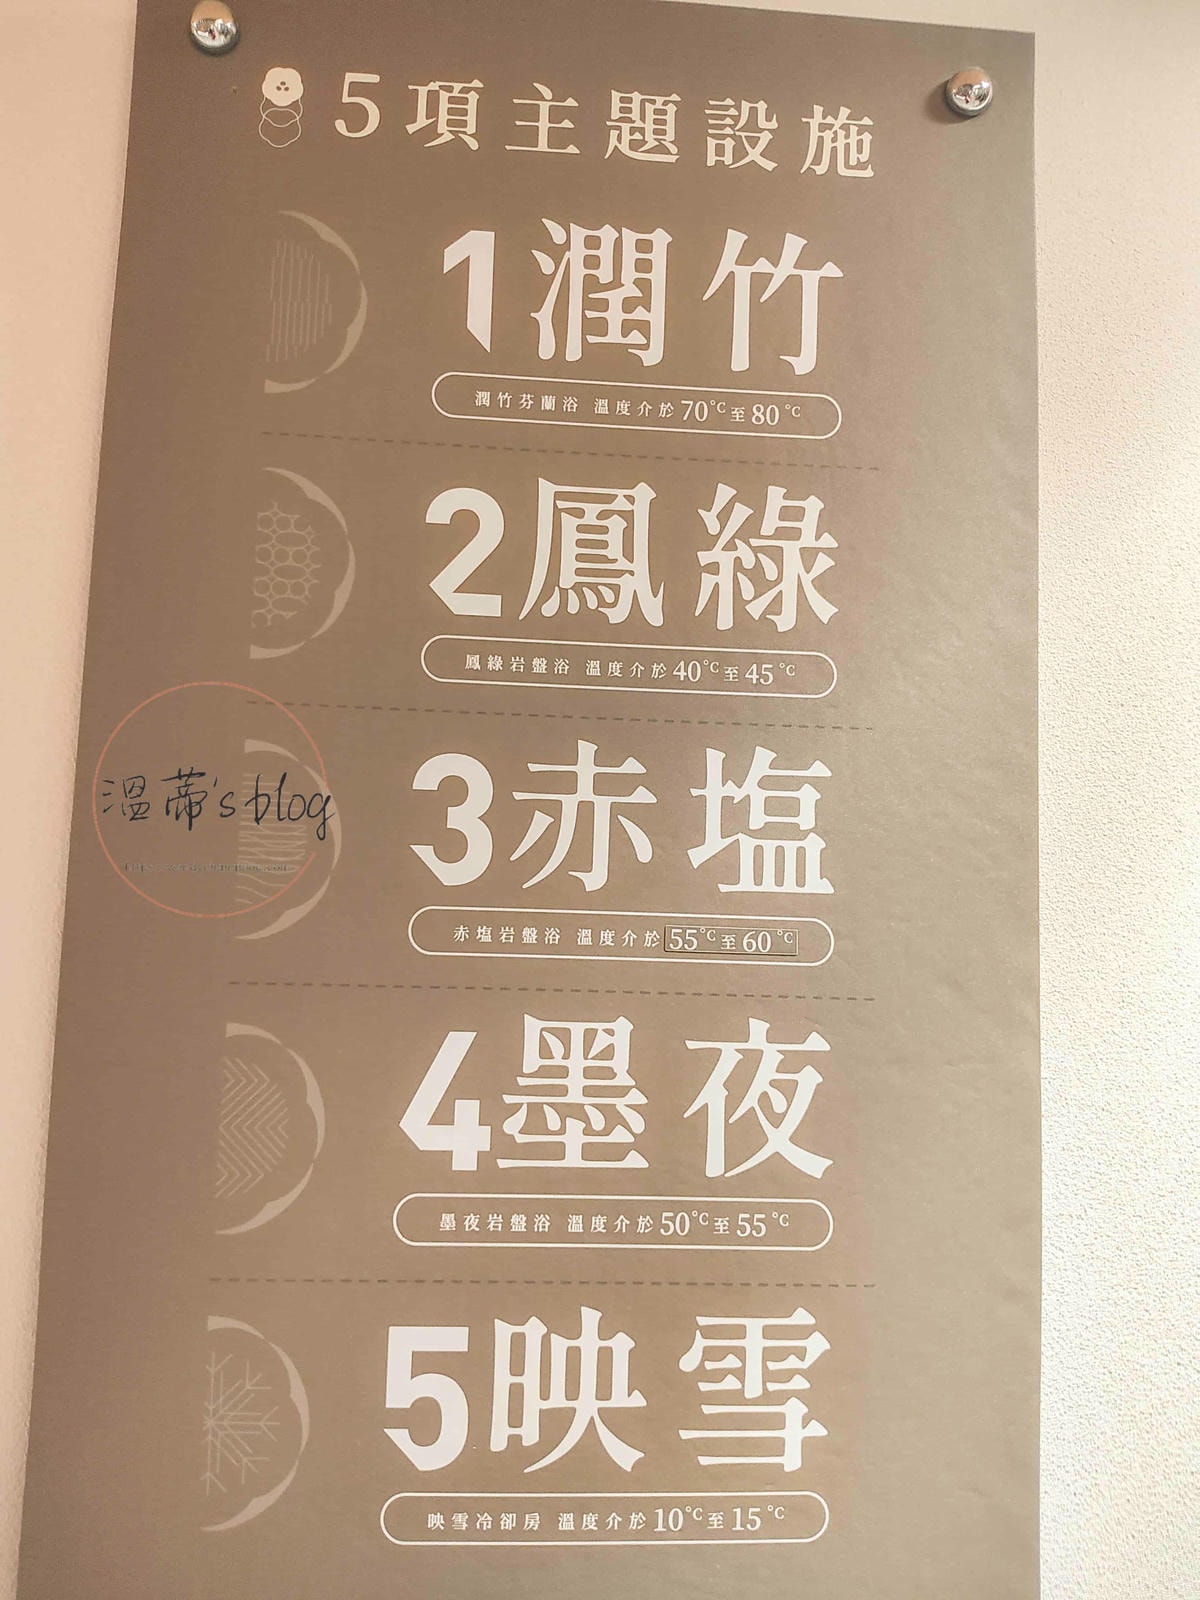 5項主題設施
1潤竹
潤竹芬蘭浴 溫度介於70°C至80°C
2鳳綠
鳳綠岩盤浴 溫度介於40°C至45°C
3赤塩
溫蒂's blog
赤塩岩盤浴 溫度介於55°C至60°C
4墨夜
墨夜岩盤浴 溫度介於50°C至55°C
5映雪
映雪冷卻房 溫度介於10°C至15°C